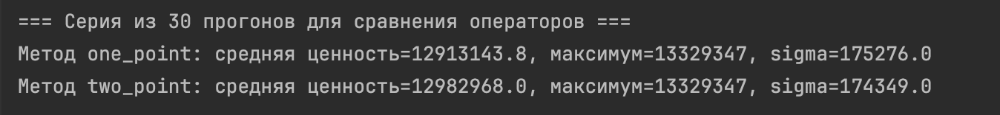 === Серия из 30 прогонов для сравнения операторов ===
Метод one_point: средняя ценность=12913143.8, максимум=13329347, sigma=175276.0
Метод two_point: средняя ценность=12982968.0, максимум=13329347, sigma=174349.0